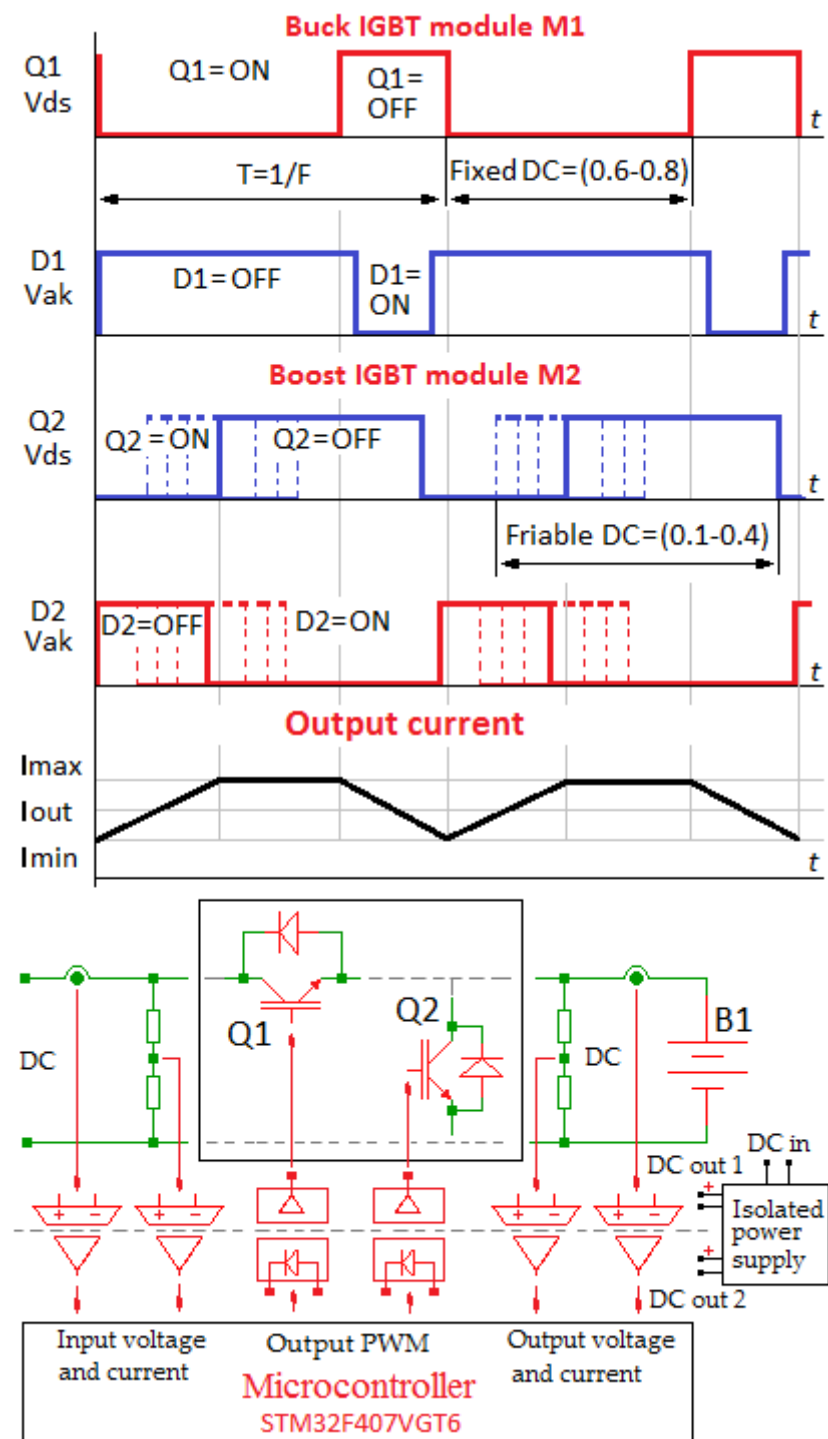 Buck IGBT module M1
Q1
Vds
Q1=ON
Q1=
OFF
t
T=1/F
Fixed DC=(0.6-0.8)
D1
Vak
D1=OFF
D1=
ON
t
Boost IGBT module M2
Q2
Vds
Q2=ON
Q2=OFF
t
Friable DC=(0.1-0.4)
D2
Vak
D2=OFF
D2=ON
t
Output current
Imax
Iout
Imin
t
Q1
Q2
B1
DC
DC
DC in
DC out 1
+
Isolated
power
supply
+
DC out 2
+ −
+ −
+ −
+ −
Input voltage
and current
Output PWM
Output voltage
and current
Microcontroller
STM32F407VGT6